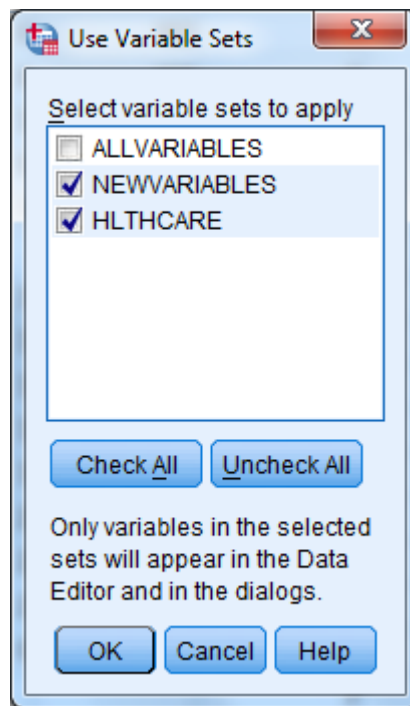 Use Variable Sets
Select variable sets to apply
ALLVARIABLES
NEWVARIABLES
HLTHCARE
Check All Uncheck All
Only variables in the selected
sets will appear in the Data
Editor and in the dialogs.
OK Cancel Help